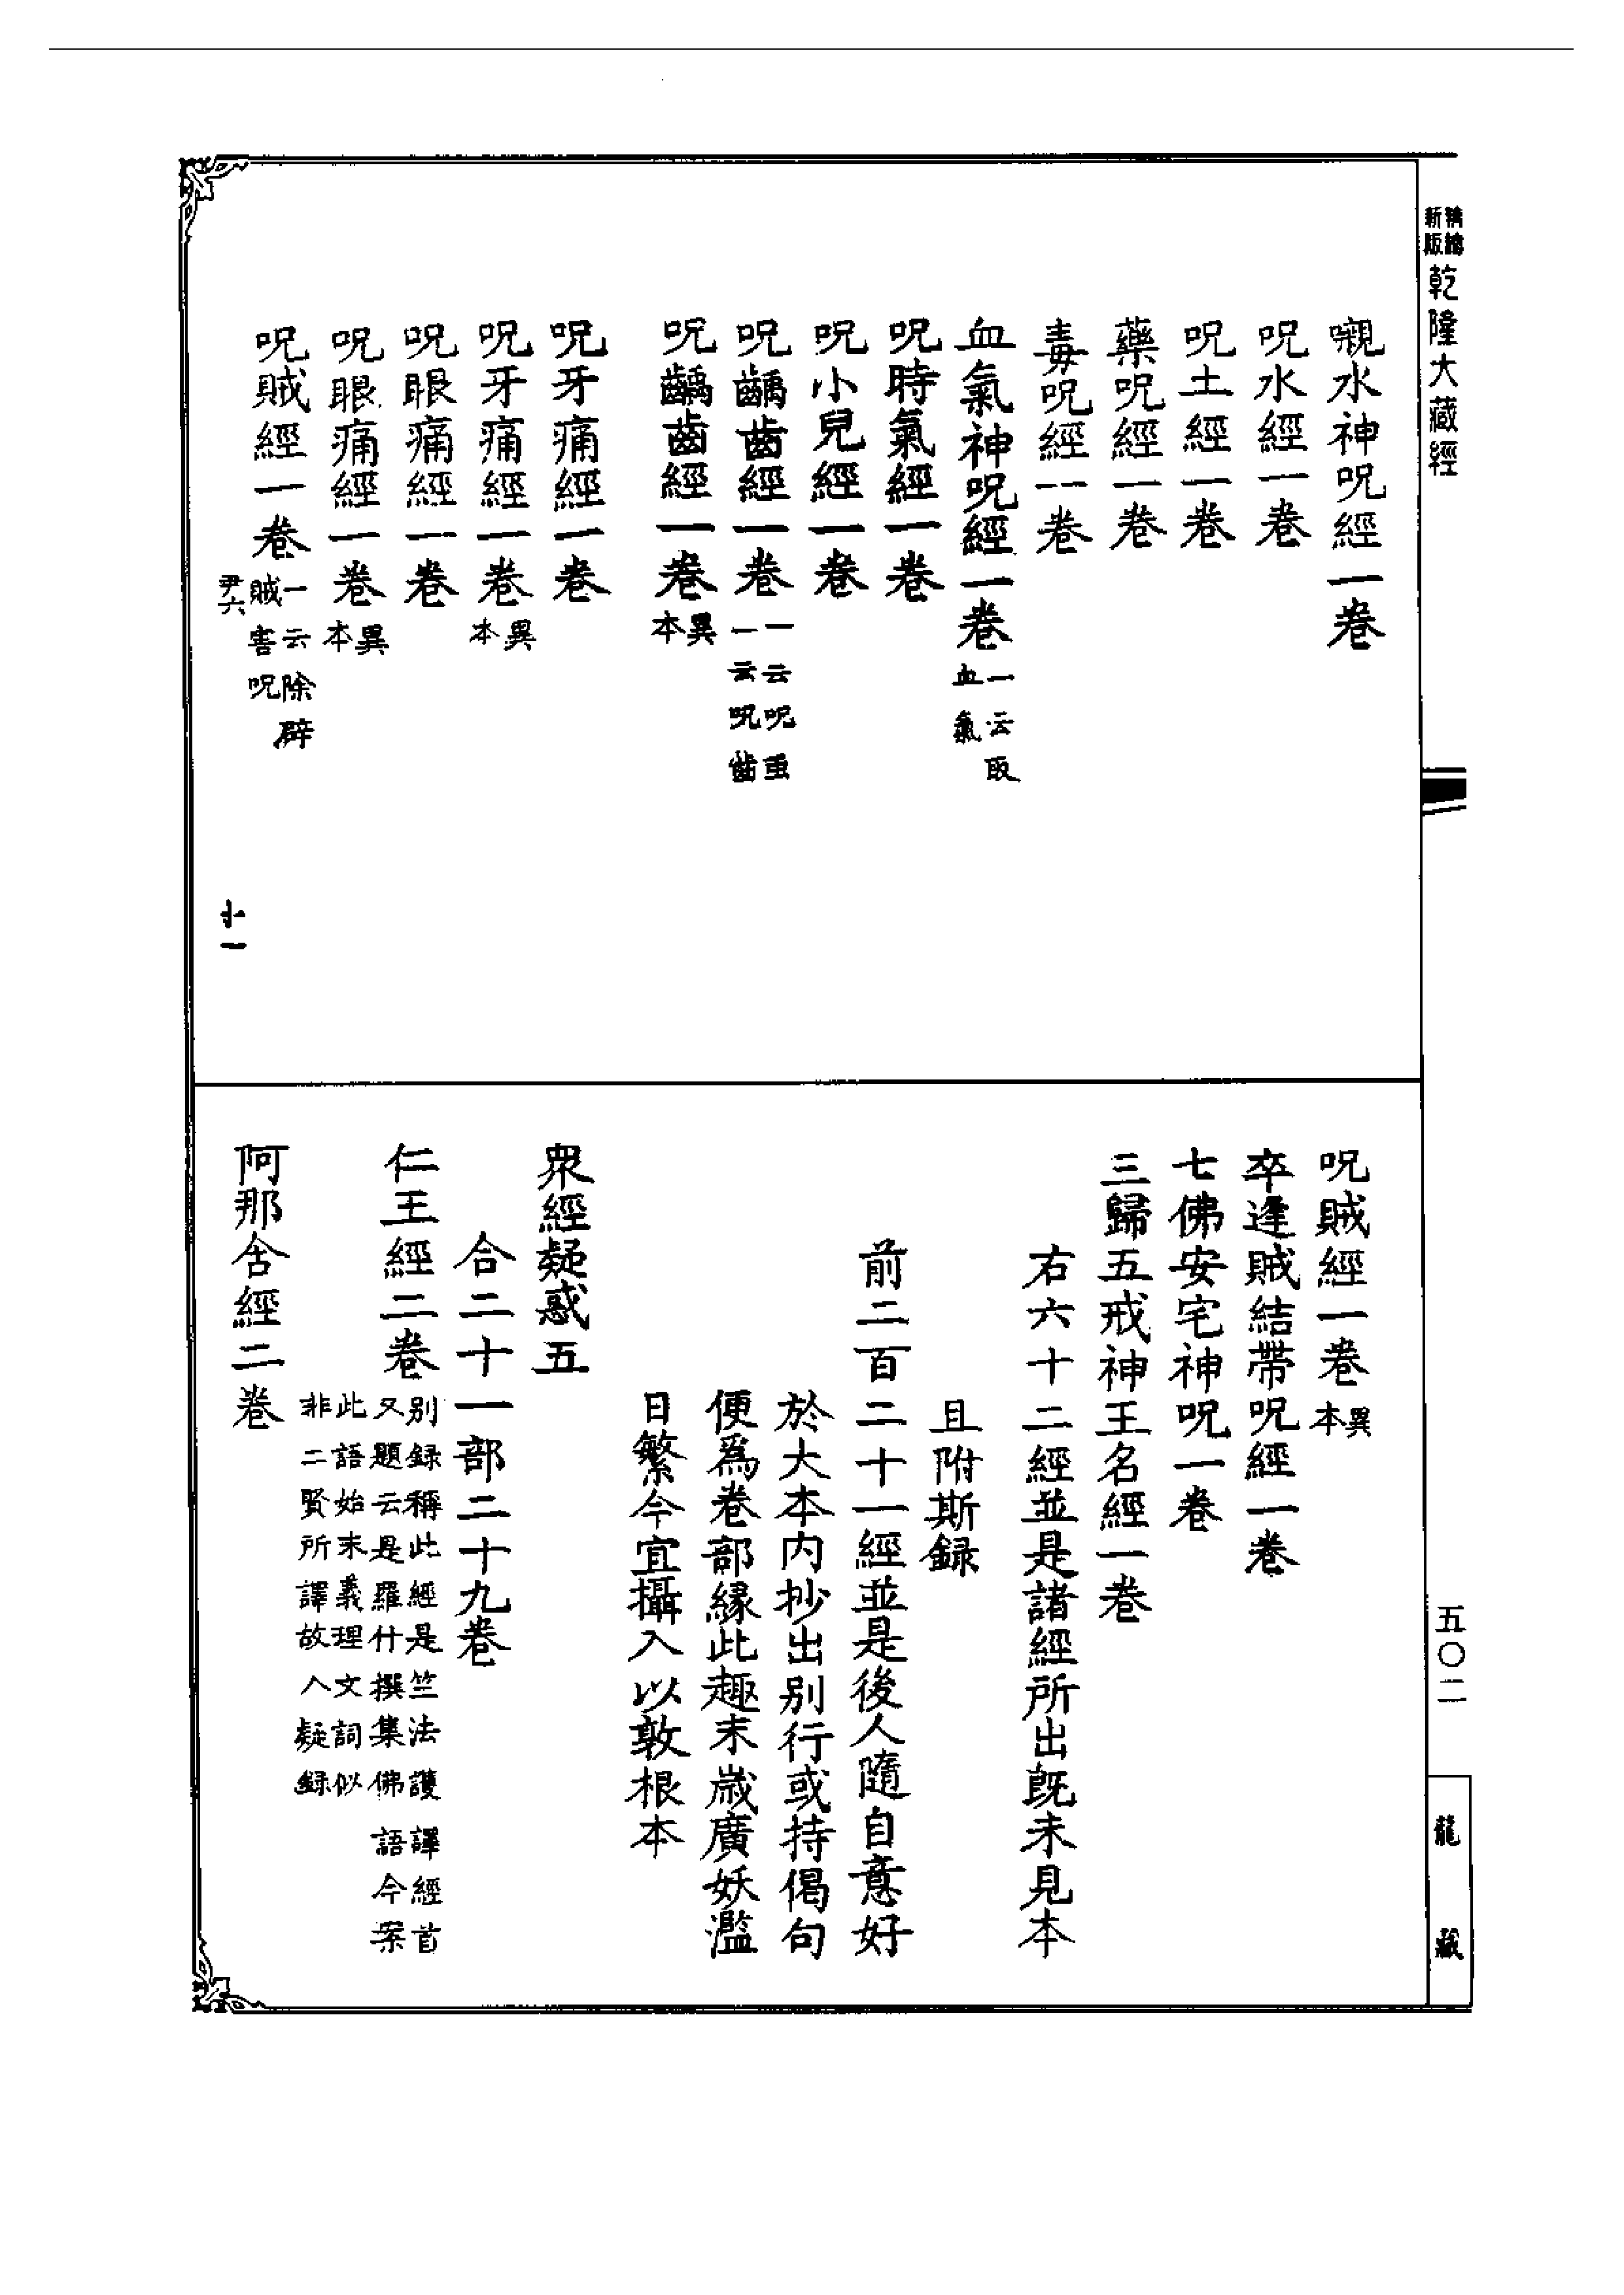 精縮新版
乾隆大藏經
嚫水神呪經一卷
呪水經一卷
呪土經一卷
藥呪經一卷
毒呪經一卷
血氣神呪經一卷一云取血氣
呪時氣經一卷
呪小兒經一卷
呪齲齒經一卷一云呪蟲一云呪齒
呪齲齒經一卷異本
呪牙痛經一卷
呪牙痛經一卷異本
呪眼痛經一卷
呪眼痛經一卷異本
呪賊經一卷一云除辟賊害呪
尹六
十一
呪賊經一卷異本
卒逢賊結帶呪經一卷
七佛安宅神呪一卷
三歸五戒神王名經一卷
右六十二經並是諸經所出既未見本
且附斯録
前二百二十一經並是後人隨自意好
於大本内抄出別行或持偈句
便爲卷部縁此趣末歲廣妖濫
日繁今宜攝入以敦根本
眾經疑惑五
合二十一部二十九卷
仁王經二卷別録稱此經是竺法護譯經首
又題云是羅什撰集佛語今案
此語始末義理文詞似
非二賢所譯故入疑録
阿那含經二卷
五〇二
龍藏